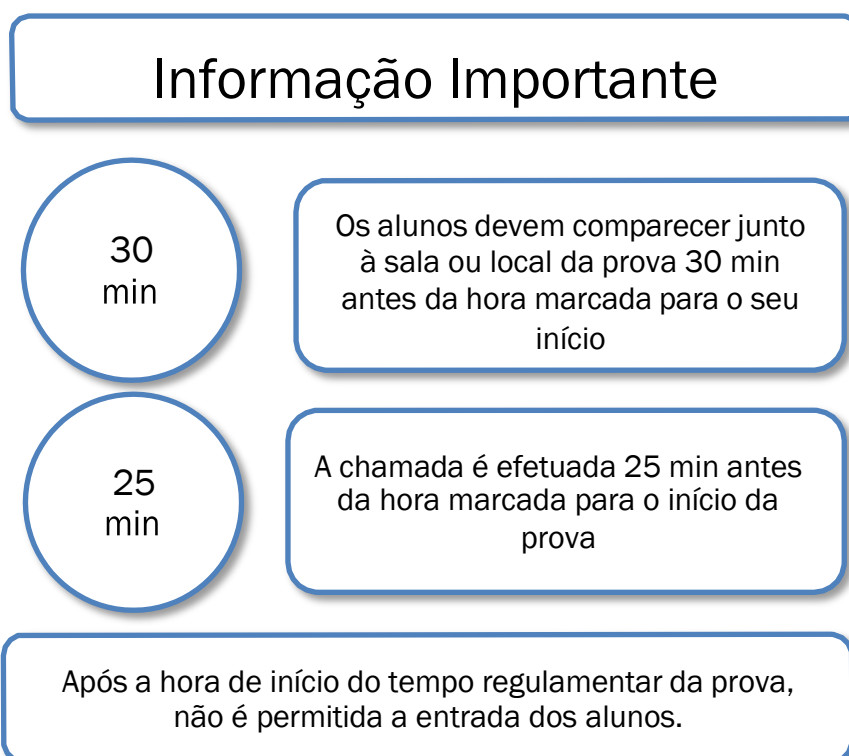 Informação Importante
30
min
Os alunos devem comparecer junto
à sala ou local da prova 30 min
antes da hora marcada para o seu
início
25
min
A chamada é efetuada 25 min antes
da hora marcada para o início da
prova
Após a hora de início do tempo regulamentar da prova,
não é permitida a entrada dos alunos.